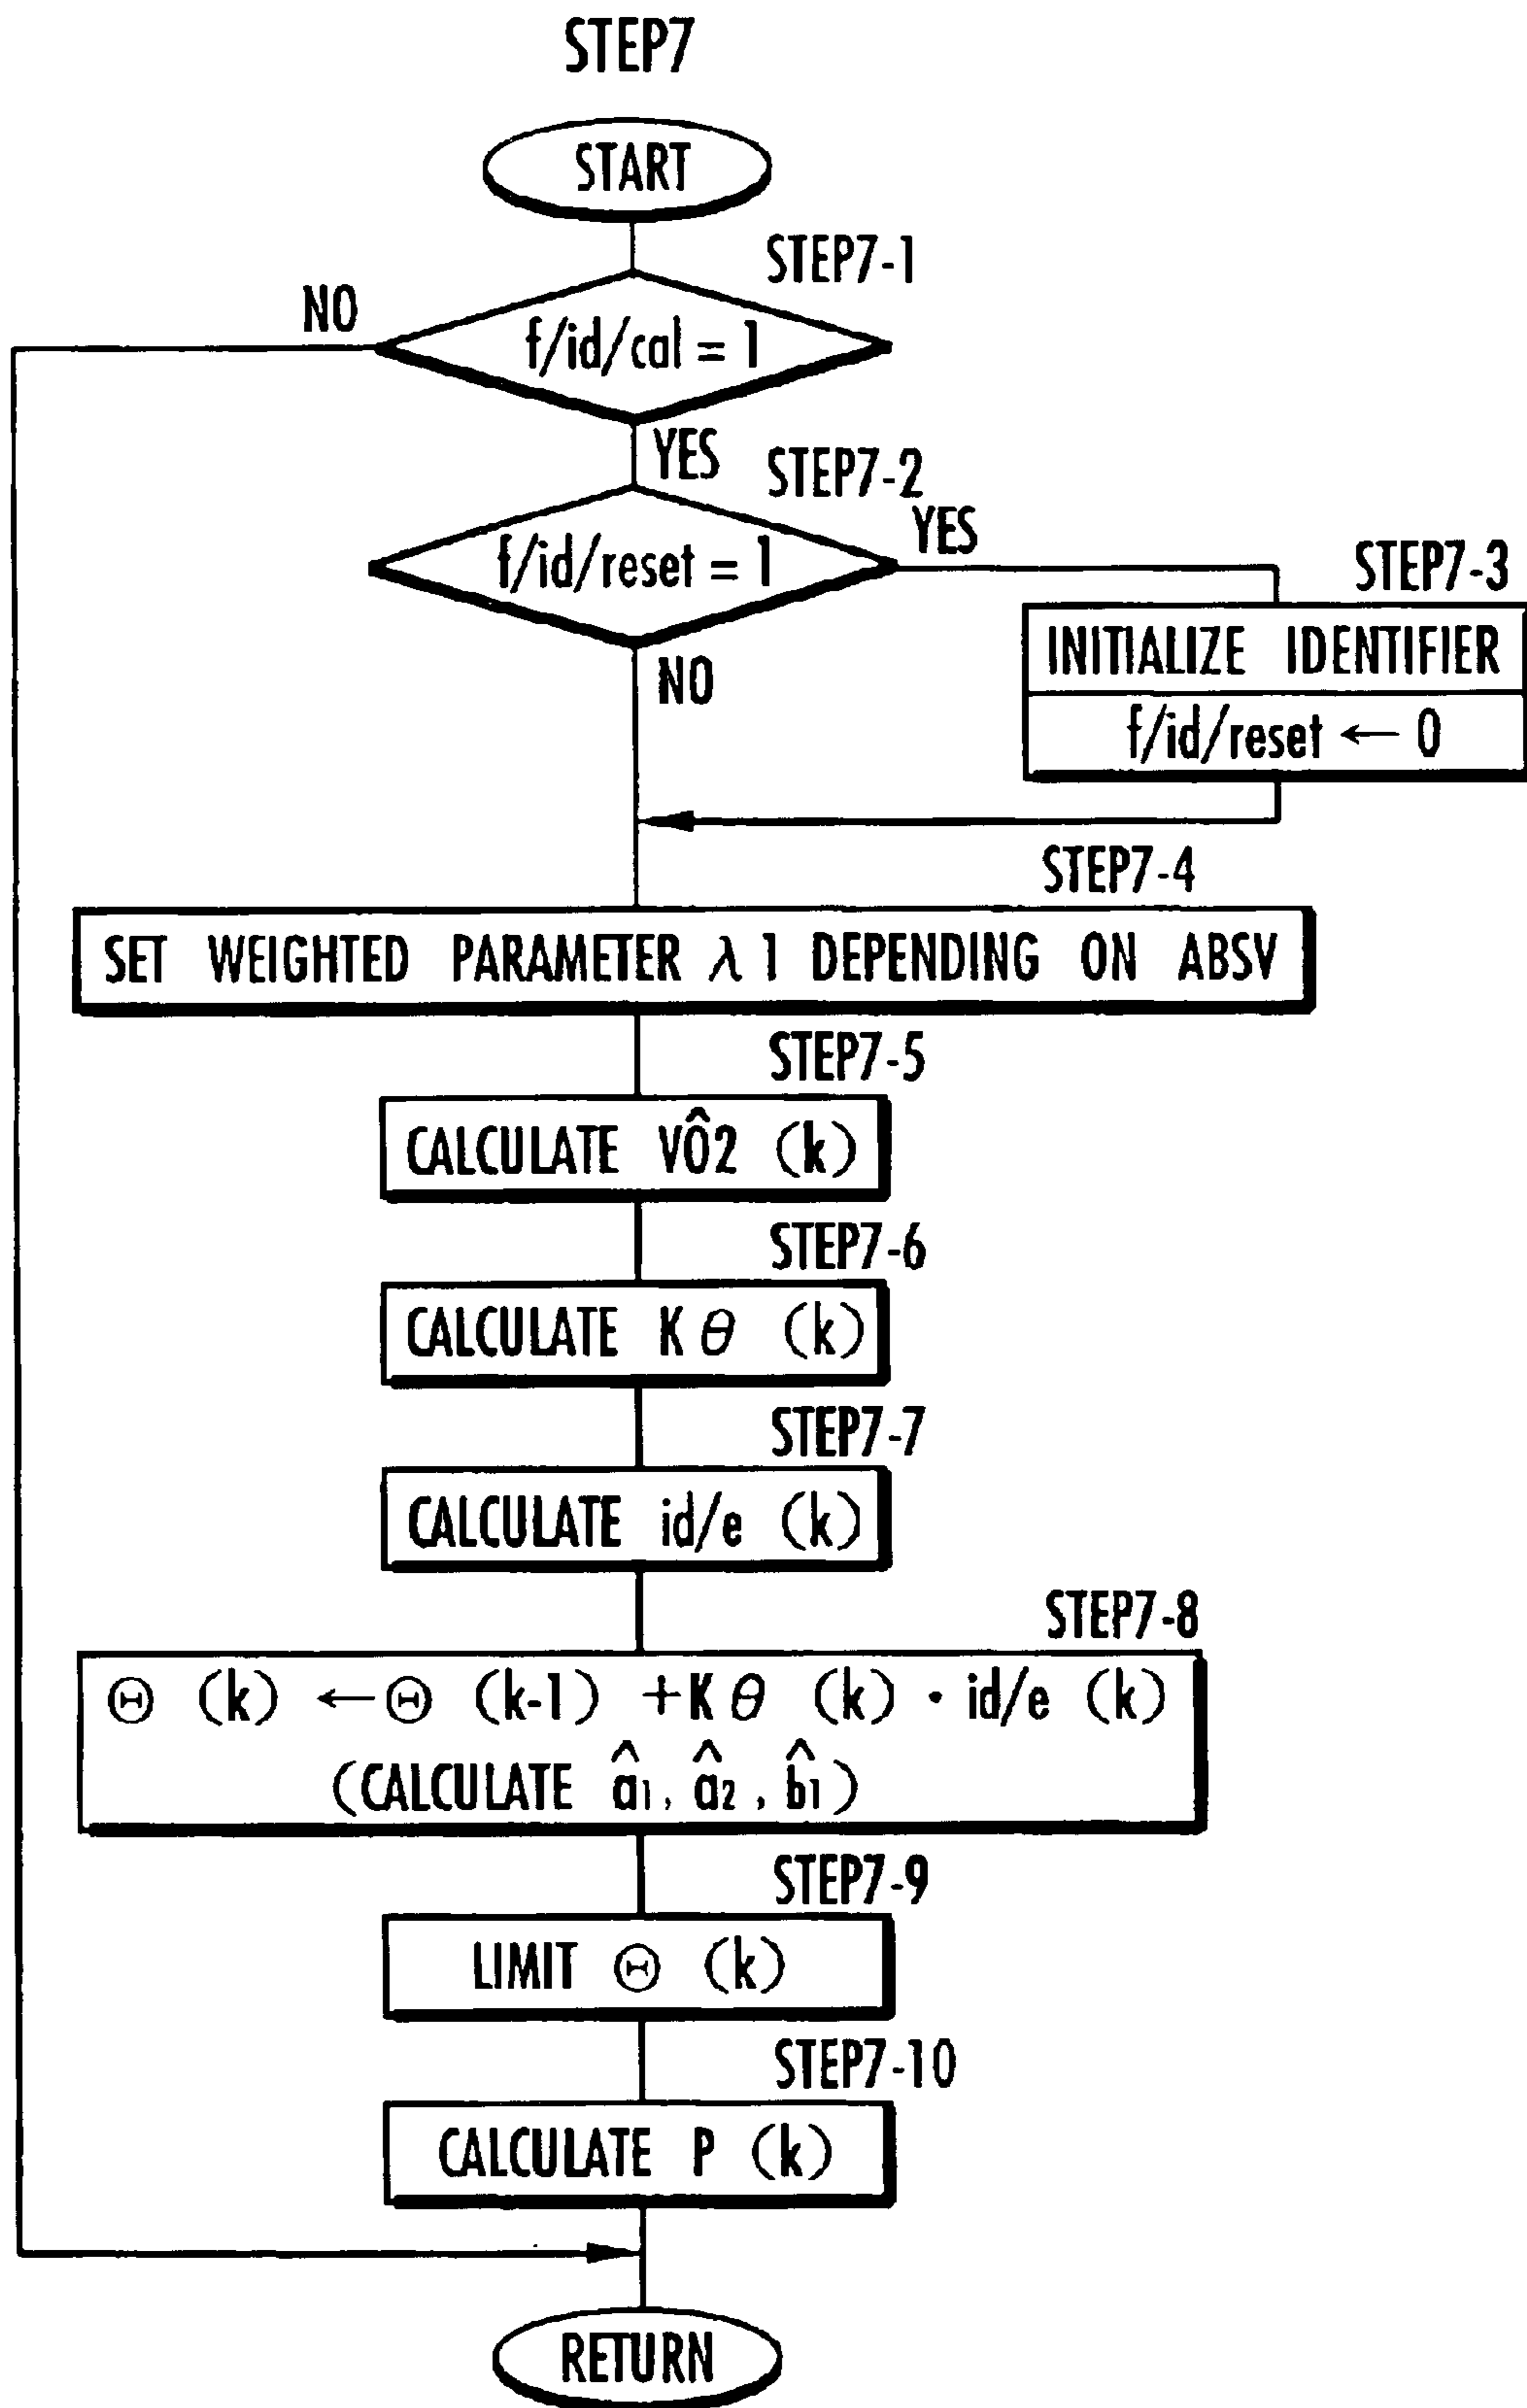 STEP7
START
STEP7-1
NO
f/id/cal = 1
YES
STEP7-2
YES
f/id/reset = 1
STEP7-3
INITIALIZE IDENTIFIER
NO
f/id/reset ← 0
STEP7-4
SET WEIGHTED PARAMETER λ 1 DEPENDING ON ABSV
STEP7-5
CALCULATE VÔ2 (k)
STEP7-6
CALCULATE K θ (k)
STEP7-7
CALCULATE id/e (k)
STEP7-8
Θ (k) ← Θ (k-1) +K θ (k) · id/e (k)
(CALCULATE â1, â2, b̂1)
STEP7-9
LIMIT Θ (k)
STEP7-10
CALCULATE P (k)
RETURN